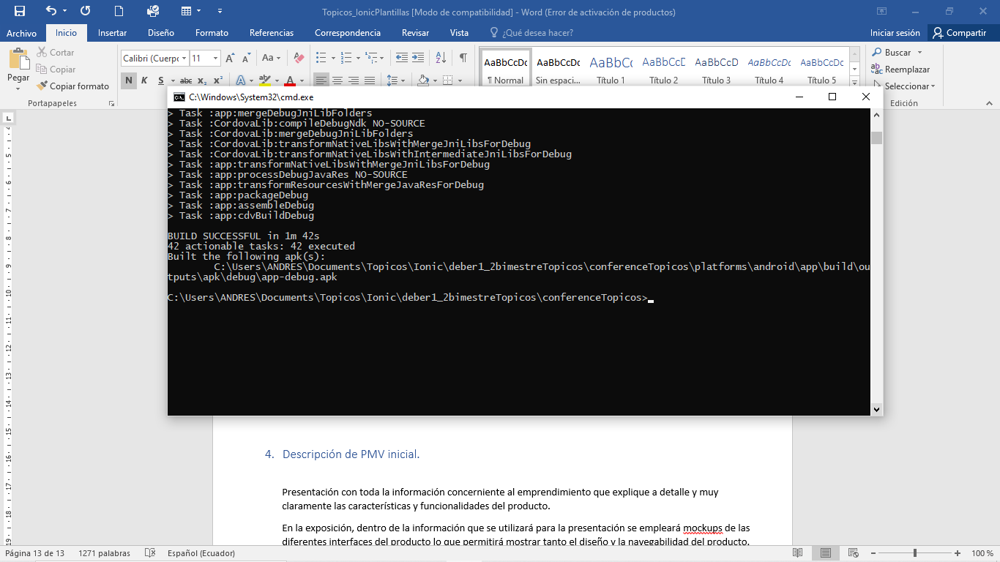 Topicos_IonicPlantillas [Modo de compatibilidad] - Word (Error de activación de productos)
Archivo Inicio Insertar Diseño Formato Referencias Correspondencia Revisar Vista ¿Qué desea hacer? Iniciar sesión Compartir
Pegar
Cortar
Copiar
Copiar formato
Portapapeles
Calibri (Cuerpo 11
N K S abc x₂ x²
AaBbCcDc AaBbCcDc AaBbCc AaBbCcD AaBbCcDc AaBbCcDc AaBbCcDc
¶ Normal Sin espaci... Título 1 Título 2 Título 3 Título 4 Título 5
Buscar
Reemplazar
Seleccionar
Edición
C:\Windows\System32\cmd.exe
> Task :app:mergeDebugJniLibFolders
> Task :CordovaLib:compileDebugNdk NO-SOURCE
> Task :CordovaLib:mergeDebugJniLibFolders
> Task :CordovaLib:transformNativeLibsWithMergeJniLibsForDebug
> Task :CordovaLib:transformNativeLibsWithIntermediateJniLibsForDebug
> Task :app:transformNativeLibsWithMergeJniLibsForDebug
> Task :app:processDebugJavaRes NO-SOURCE
> Task :app:transformResourcesWithMergeJavaResForDebug
> Task :app:packageDebug
> Task :app:assembleDebug
> Task :app:cdvBuildDebug
BUILD SUCCESSFUL in 1m 42s
42 actionable tasks: 42 executed
Built the following apk(s):
C:\Users\ANDRES\Documents\Topicos\Ionic\deber1_2bimestreTopicos\conferenceTopicos\platforms\android\app\build\ou
tputs\apk\debug\app-debug.apk
C:\Users\ANDRES\Documents\Topicos\Ionic\deber1_2bimestreTopicos\conferenceTopicos>
4. Descripción de PMV inicial.
Presentación con toda la información concerniente al emprendimiento que explique a detalle y muy
claramente las características y funcionalidades del producto.
En la exposición, dentro de la información que se utilizará para la presentación se empleará mockups de las
diferentes interfaces del producto lo que permitirá mostrar tanto el diseño y la navegabilidad del producto.
Página 13 de 13 1271 palabras Español (Ecuador) 100 %